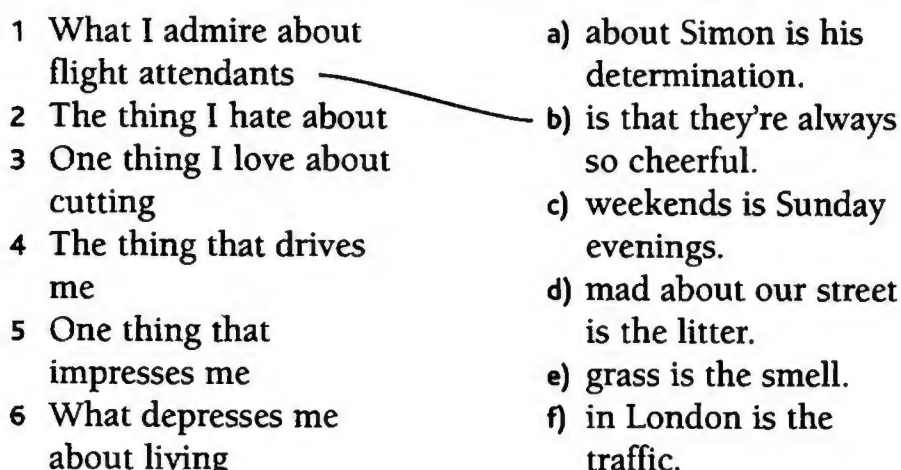 1 What I admire about
flight attendants
2 The thing I hate about
3 One thing I love about
cutting
4 The thing that drives
me
5 One thing that
impresses me
6 What depresses me
about living
a) about Simon is his
determination.
b) is that they're always
so cheerful.
c) weekends is Sunday
evenings.
d) mad about our street
is the litter.
e) grass is the smell.
f) in London is the
traffic.